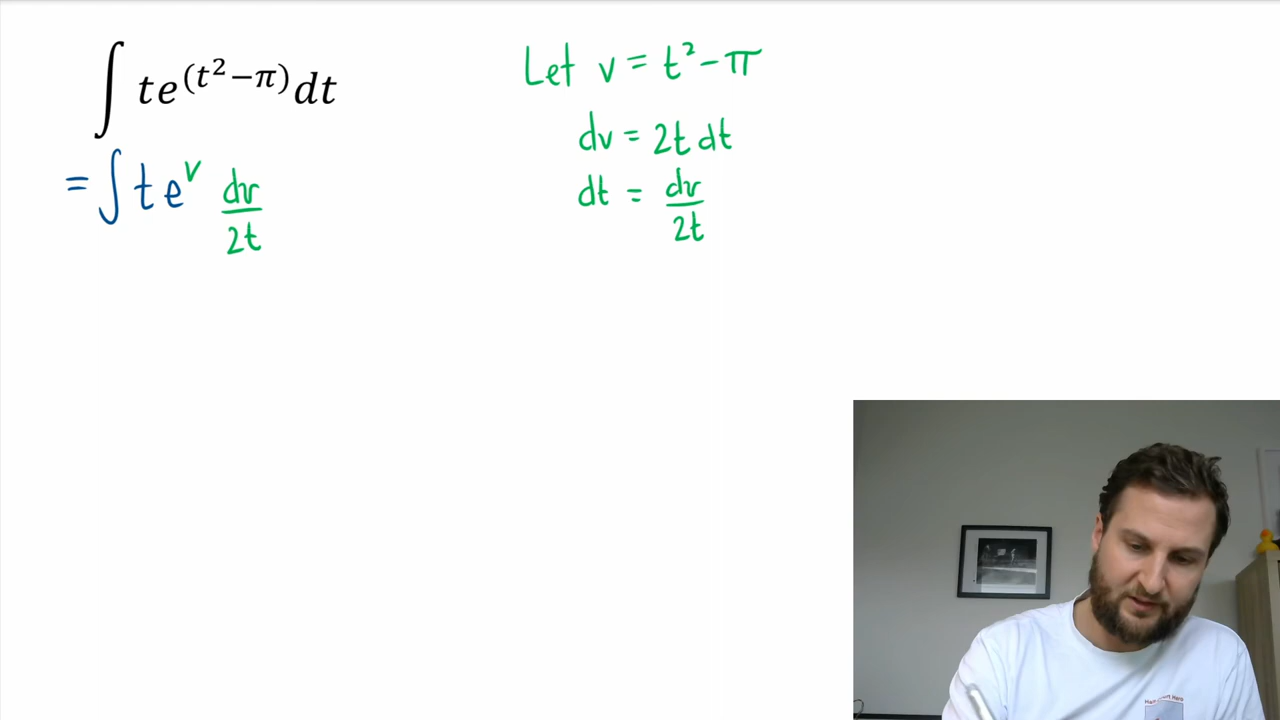 ∫ te^(t²−π) dt
= ∫ t e^v dv/2t
Let v = t² − π
dv = 2t dt
dt = dv/2t